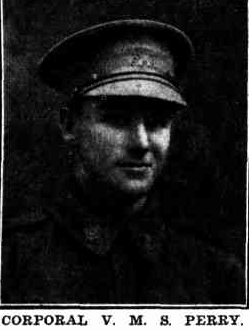 CORPORAL V. M. S. PERRY.